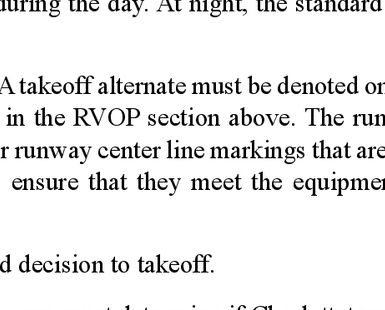 during the day. At night, the standard
A takeoff alternate must be denoted on
in the RVOP section above. The run
r runway center line markings that are
ensure that they meet the equipmen
d decision to takeoff.